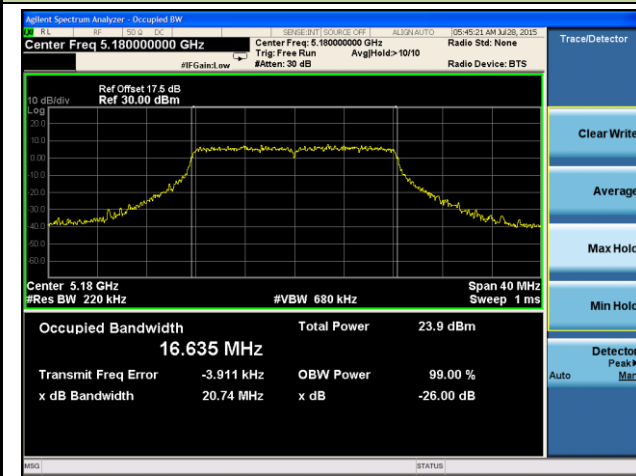 Agilent Spectrum Analyzer - Occupied BW
RL RF 50 Ω DC SENSE:INT SOURCE OFF ALIGN AUTO 05:45:21 AM Jul 28, 2015
Center Freq 5.180000000 GHz Center Freq: 5.180000000 GHz Radio Std: None Trace/Detector
Trig: Free Run Avg|Hold:>10/10
#IFGain:Low #Atten: 30 dB Radio Device: BTS
Ref Offset 17.5 dB
10 dB/div Ref 30.00 dBm
Log
20.0
10.0
0.00
-10.0
-20.0
-30.0
-40.0
-50.0
-60.0
Clear Write
Average
Max Hold
Min Hold
Center 5.18 GHz Span 40 MHz
#Res BW 220 kHz #VBW 680 kHz Sweep 1 ms
Occupied Bandwidth Total Power 23.9 dBm
16.635 MHz
Transmit Freq Error -3.911 kHz OBW Power 99.00 %
x dB Bandwidth 20.74 MHz x dB -26.00 dB
Detector
Peak
Auto Man
MSG STATUS